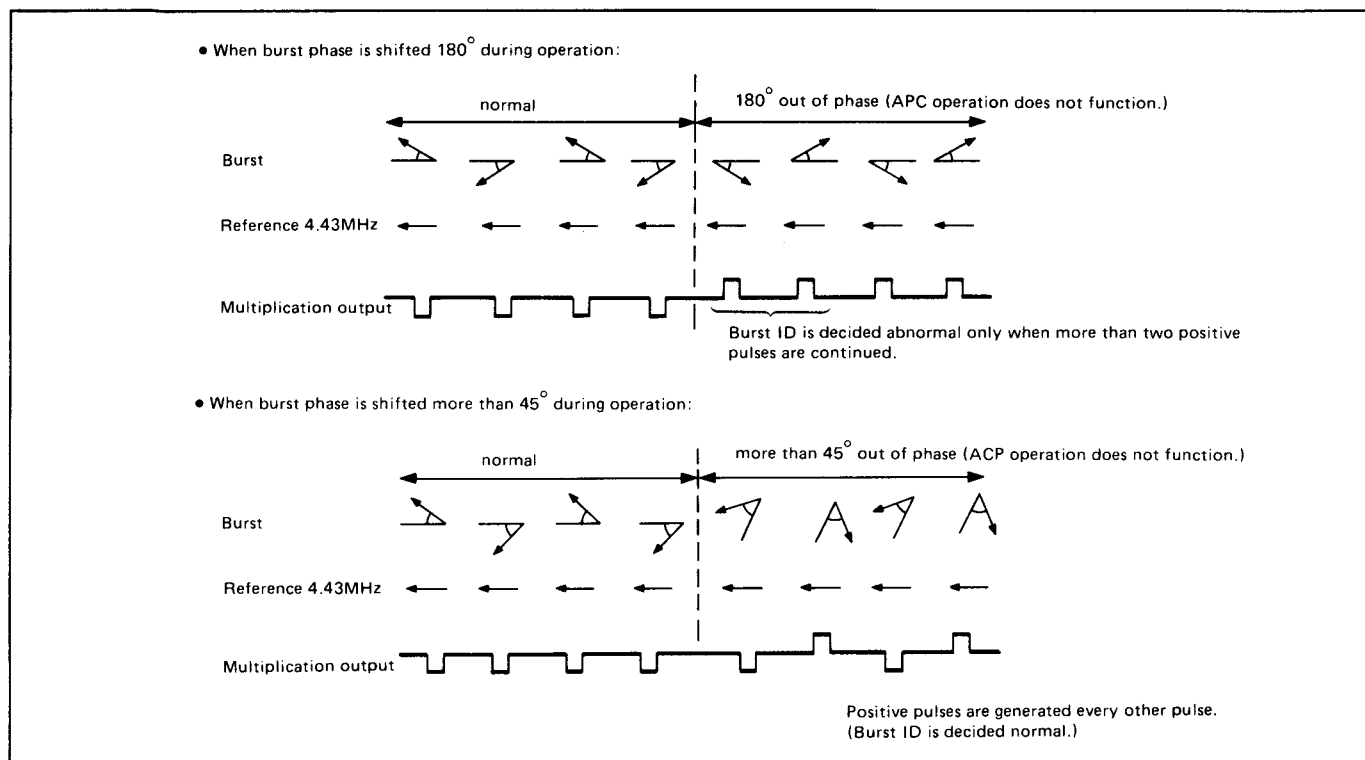 • When burst phase is shifted 180° during operation:
normal
180° out of phase (APC operation does not function.)
Burst
Reference 4.43MHz
Multiplication output
Burst ID is decided abnormal only when more than two positive
pulses are continued.
• When burst phase is shifted more than 45° during operation:
normal
more than 45° out of phase (ACP operation does not function.)
Burst
Reference 4.43MHz
Multiplication output
Positive pulses are generated every other pulse.
(Burst ID is decided normal.)